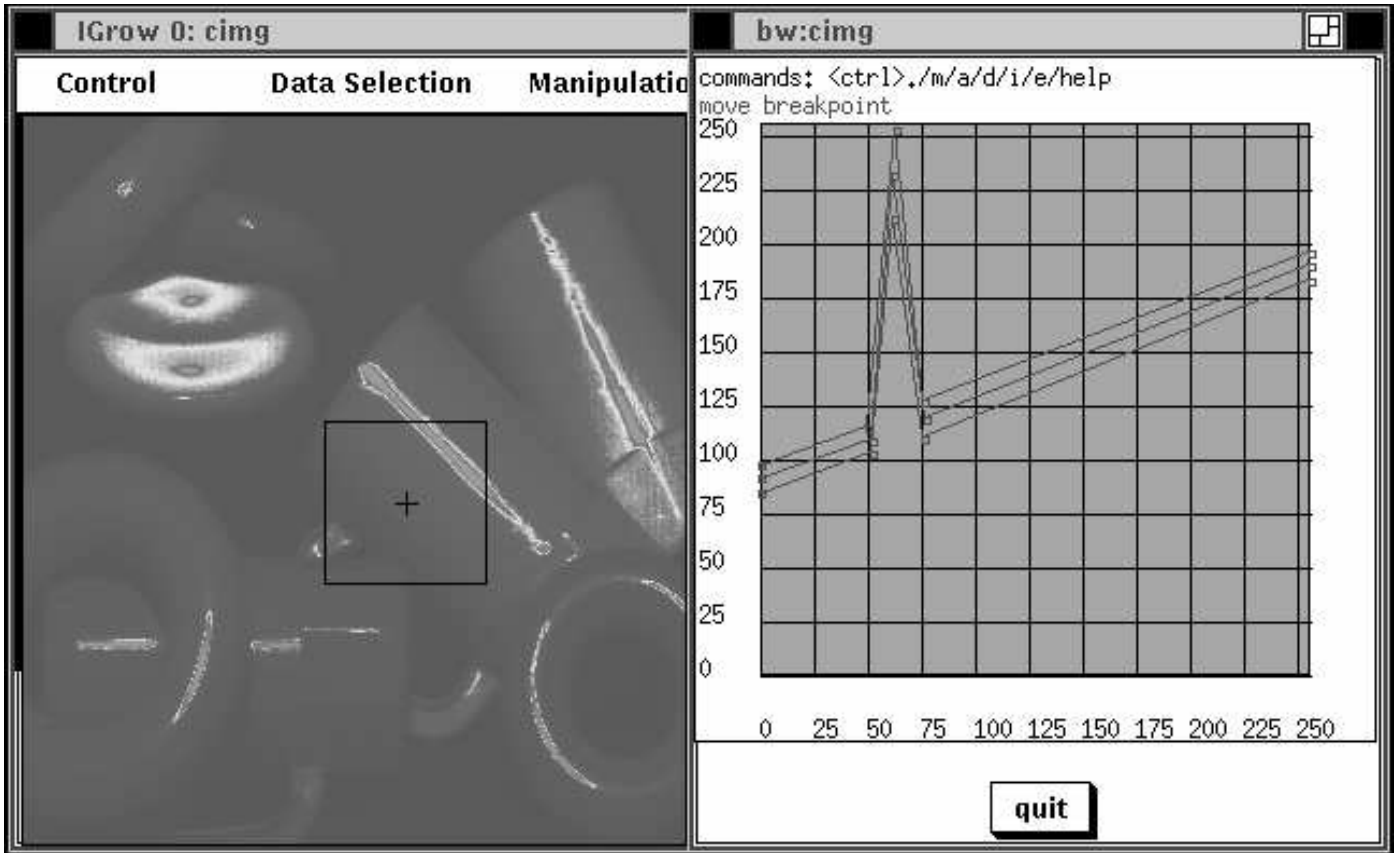 IGrow 0: cimg
Control Data Selection Manipulatio
bw:cimg
commands: <ctrl>./m/a/d/i/e/help
move breakpoint
250
225
200
175
150
125
100
75
50
25
0
0 25 50 75 100 125 150 175 200 225 250
quit